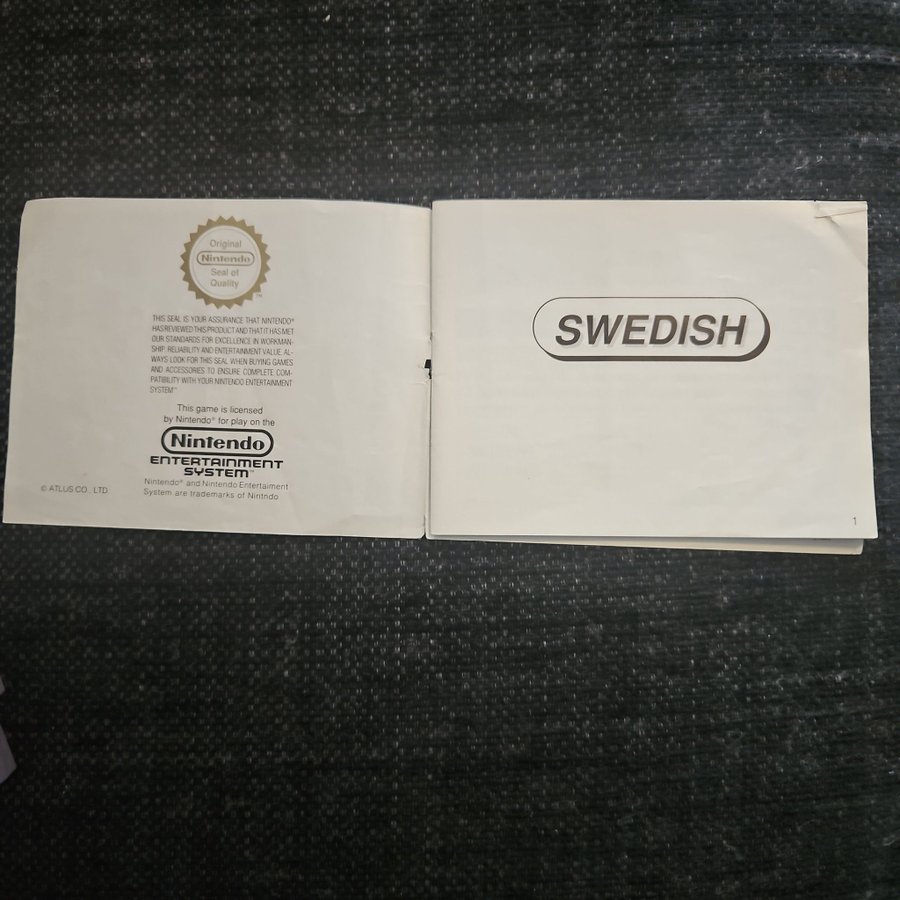 Original
Nintendo
Seal of
Quality
TM
THIS SEAL IS YOUR ASSURANCE THAT NINTENDO®
HAS REVIEWED THIS PRODUCT AND THAT IT HAS MET
OUR STANDARDS FOR EXCELLENCE IN WORKMAN-
SHIP, RELIABILITY AND ENTERTAINMENT VALUE. AL-
WAYS LOOK FOR THIS SEAL WHEN BUYING GAMES
AND ACCESSORIES TO ENSURE COMPLETE COM-
PATIBILITY WITH YOUR NINTENDO ENTERTAINMENT
SYSTEM™
This game is licensed
by Nintendo® for play on the
Nintendo
ENTERTAINMENT
SYSTEM™
Nintendo® and Nintendo Entertaiment
System are trademarks of Nintndo
© ATLUS CO., LTD.
SWEDISH
1